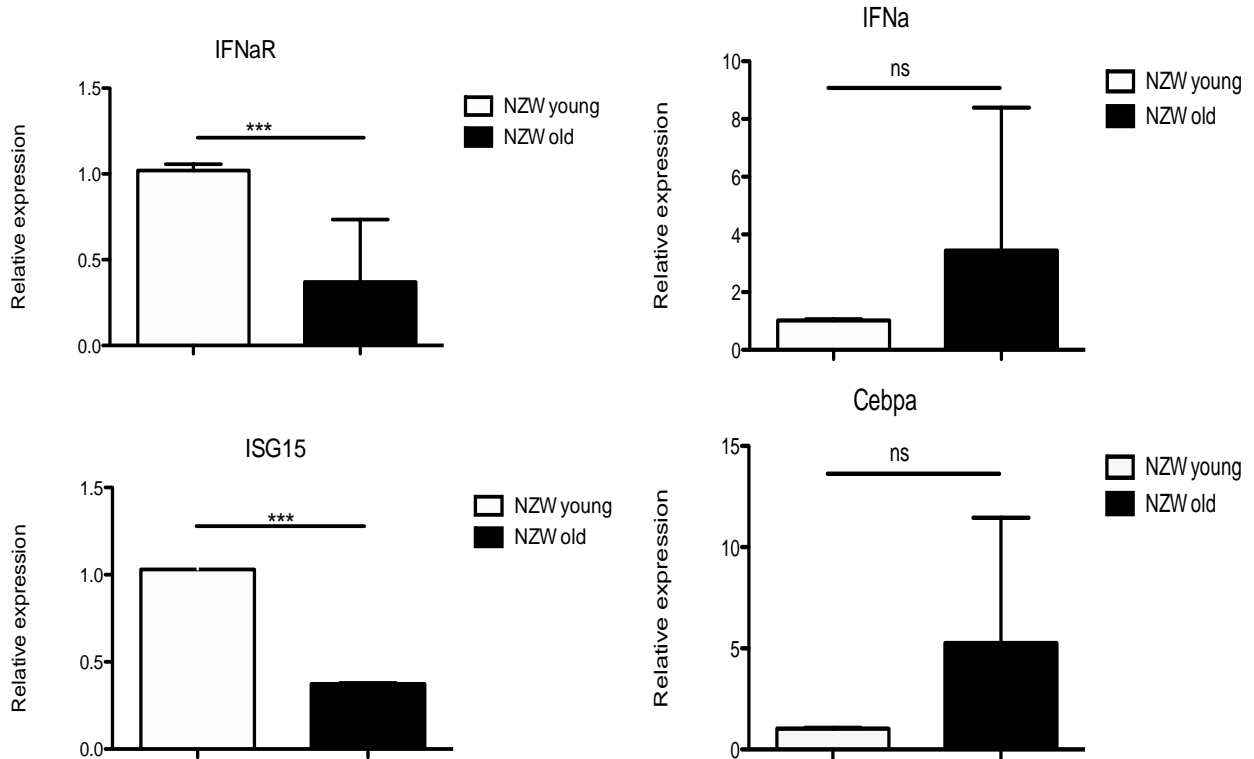 IFNaR
1.5
1.0
0.5
0.0
Relative expression
***
NZW young
NZW old
IFNa
10
8
6
4
2
0
Relative expression
ns
NZW young
NZW old
ISG15
1.5
1.0
0.5
0.0
Relative expression
***
NZW young
NZW old
Cebpa
15
10
5
0
Relative expression
ns
NZW young
NZW old